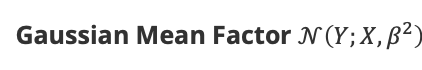 Gaussian Mean Factor 𝒩(Y; X, β²)